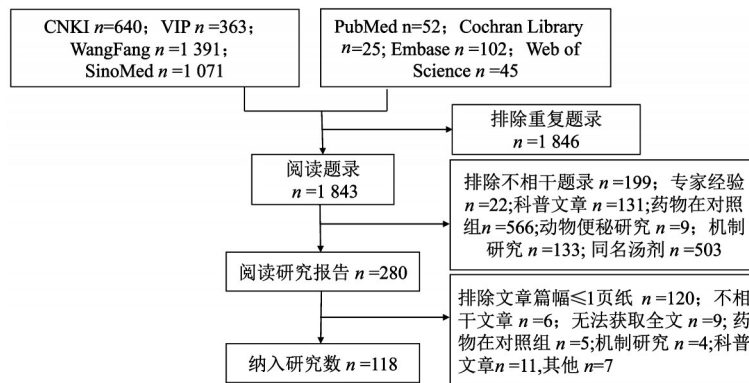 CNKI n=640；VIP n=363；
WangFang n=1 391；
SinoMed n=1 071
PubMed n=52；Cochran Library
n=25; Embase n=102；Web of
Science n=45
排除重复题录
n=1 846
阅读题录
n=1 843
排除不相干题录 n=199；专家经验
n=22;科普文章 n=131;药物在对照
组n=566;动物便秘研究 n=9；机制
研究 n=133; 同名汤剂 n=503
阅读研究报告 n=280
排除文章篇幅≤1页纸 n=120；不相
干文章 n=6；无法获取全文 n=9; 药
物在对照组 n=5;机制研究 n=4;科普
文章n=11,其他 n=7
纳入研究数 n=118